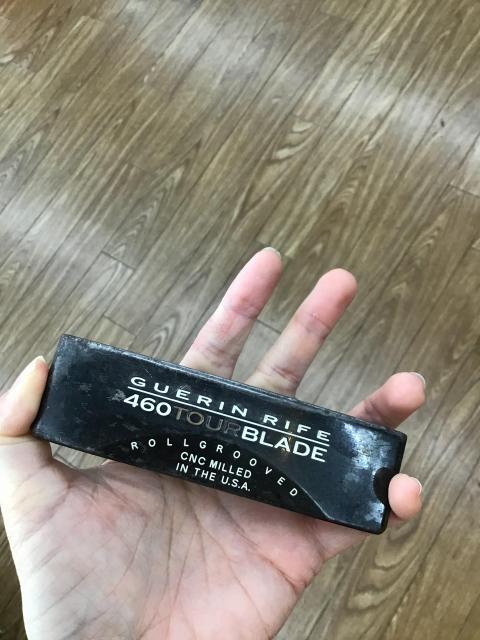 GUERIN RIFE
460TOURBLADE
ROLLGROOVED
CNC MILLED
IN THE U.S.A.